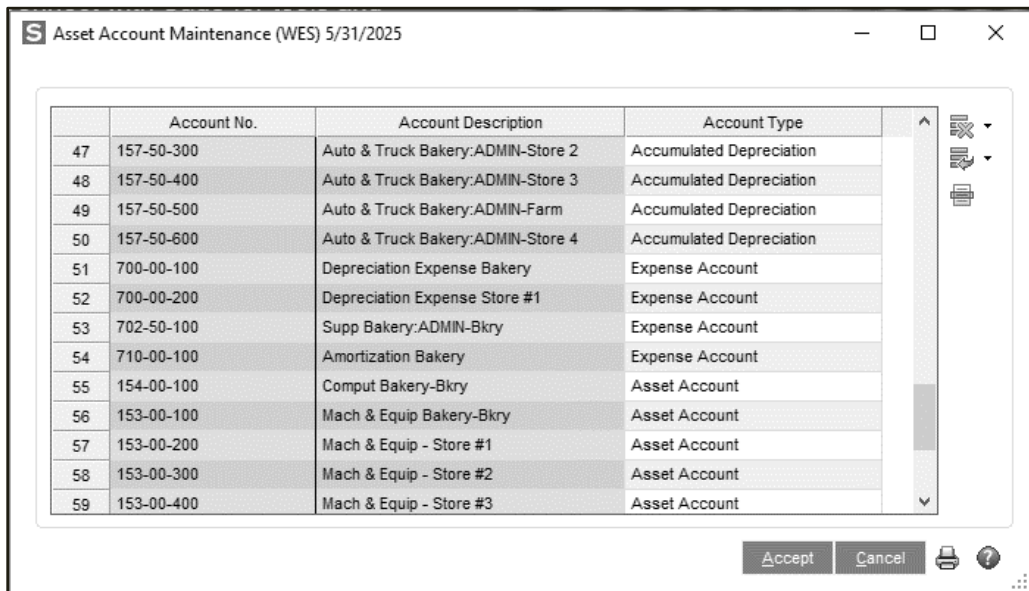 S Asset Account Maintenance (WES) 5/31/2025
Account No. Account Description Account Type
47 157-50-300 Auto & Truck Bakery:ADMIN-Store 2 Accumulated Depreciation
48 157-50-400 Auto & Truck Bakery:ADMIN-Store 3 Accumulated Depreciation
49 157-50-500 Auto & Truck Bakery:ADMIN-Farm Accumulated Depreciation
50 157-50-600 Auto & Truck Bakery:ADMIN-Store 4 Accumulated Depreciation
51 700-00-100 Depreciation Expense Bakery Expense Account
52 700-00-200 Depreciation Expense Store #1 Expense Account
53 702-50-100 Supp Bakery:ADMIN-Bkry Expense Account
54 710-00-100 Amortization Bakery Expense Account
55 154-00-100 Comput Bakery-Bkry Asset Account
56 153-00-100 Mach & Equip Bakery-Bkry Asset Account
57 153-00-200 Mach & Equip - Store #1 Asset Account
58 153-00-300 Mach & Equip - Store #2 Asset Account
59 153-00-400 Mach & Equip - Store #3 Asset Account
Accept Cancel ?